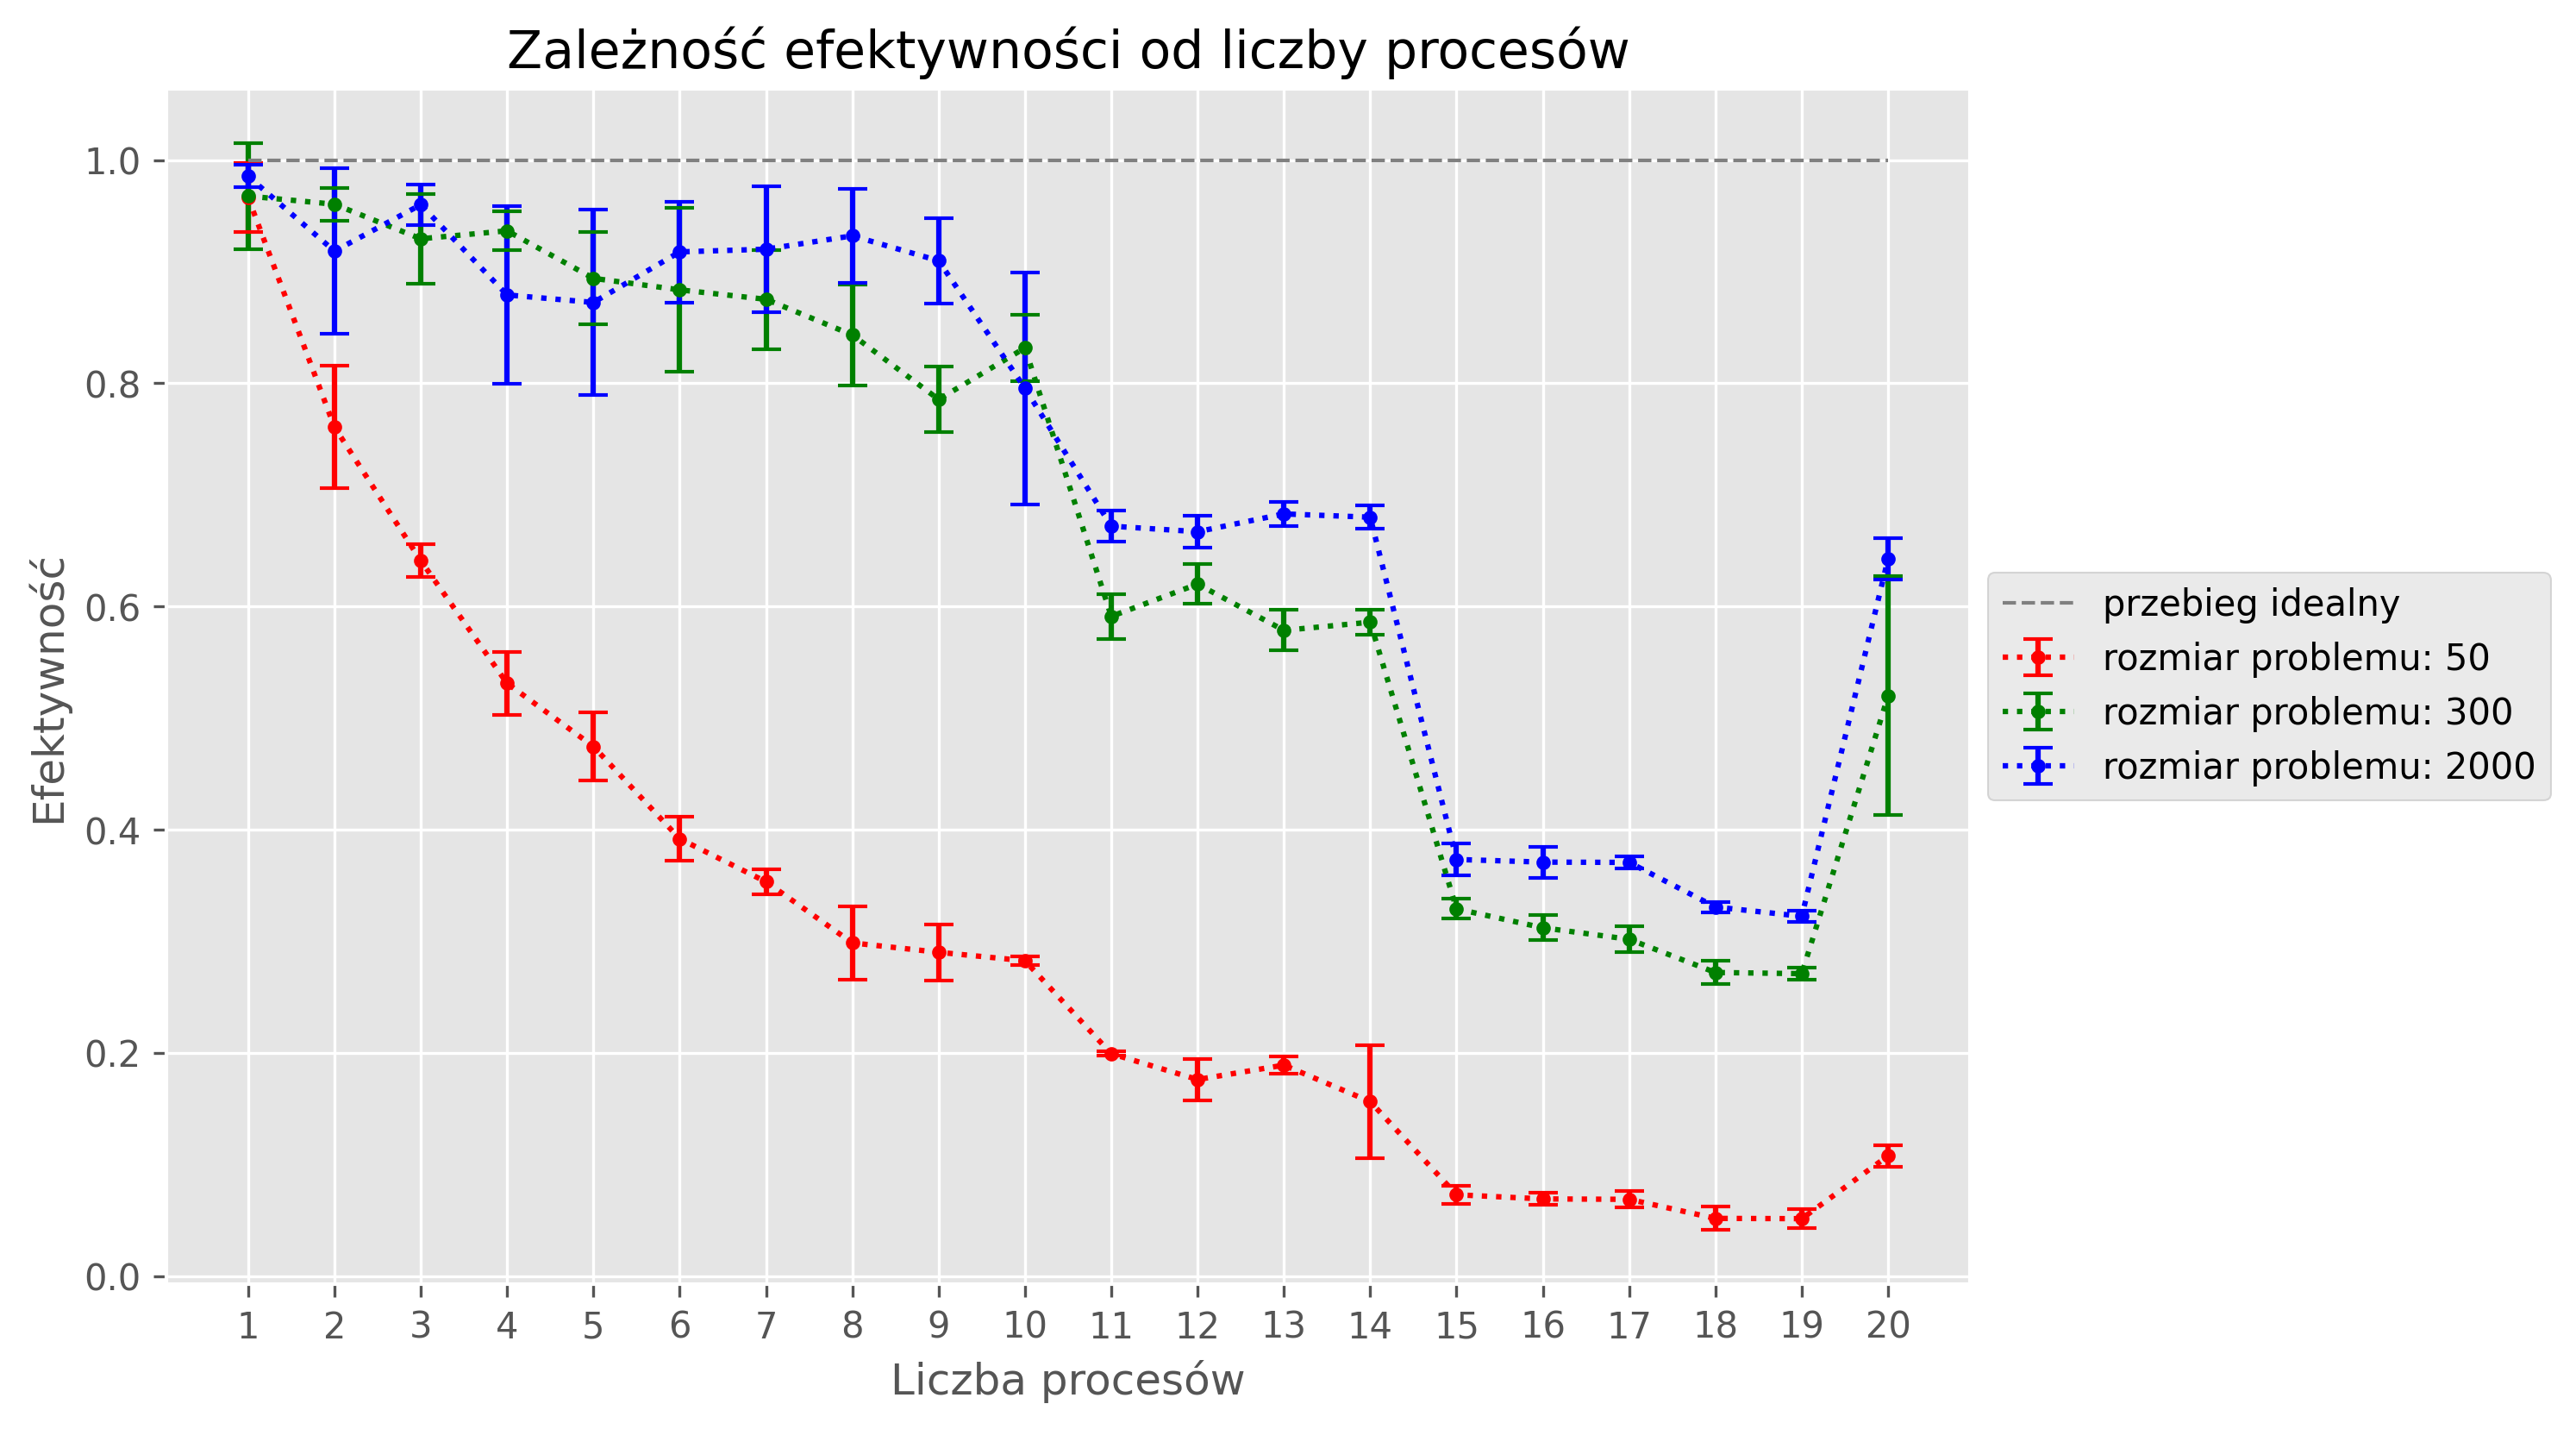 Zależność efektywności od liczby procesów
Efektywność
1.0
0.8
0.6
0.4
0.2
0.0
1 2 3 4 5 6 7 8 9 10 11 12 13 14 15 16 17 18 19 20
Liczba procesów
przebieg idealny
rozmiar problemu: 50
rozmiar problemu: 300
rozmiar problemu: 2000